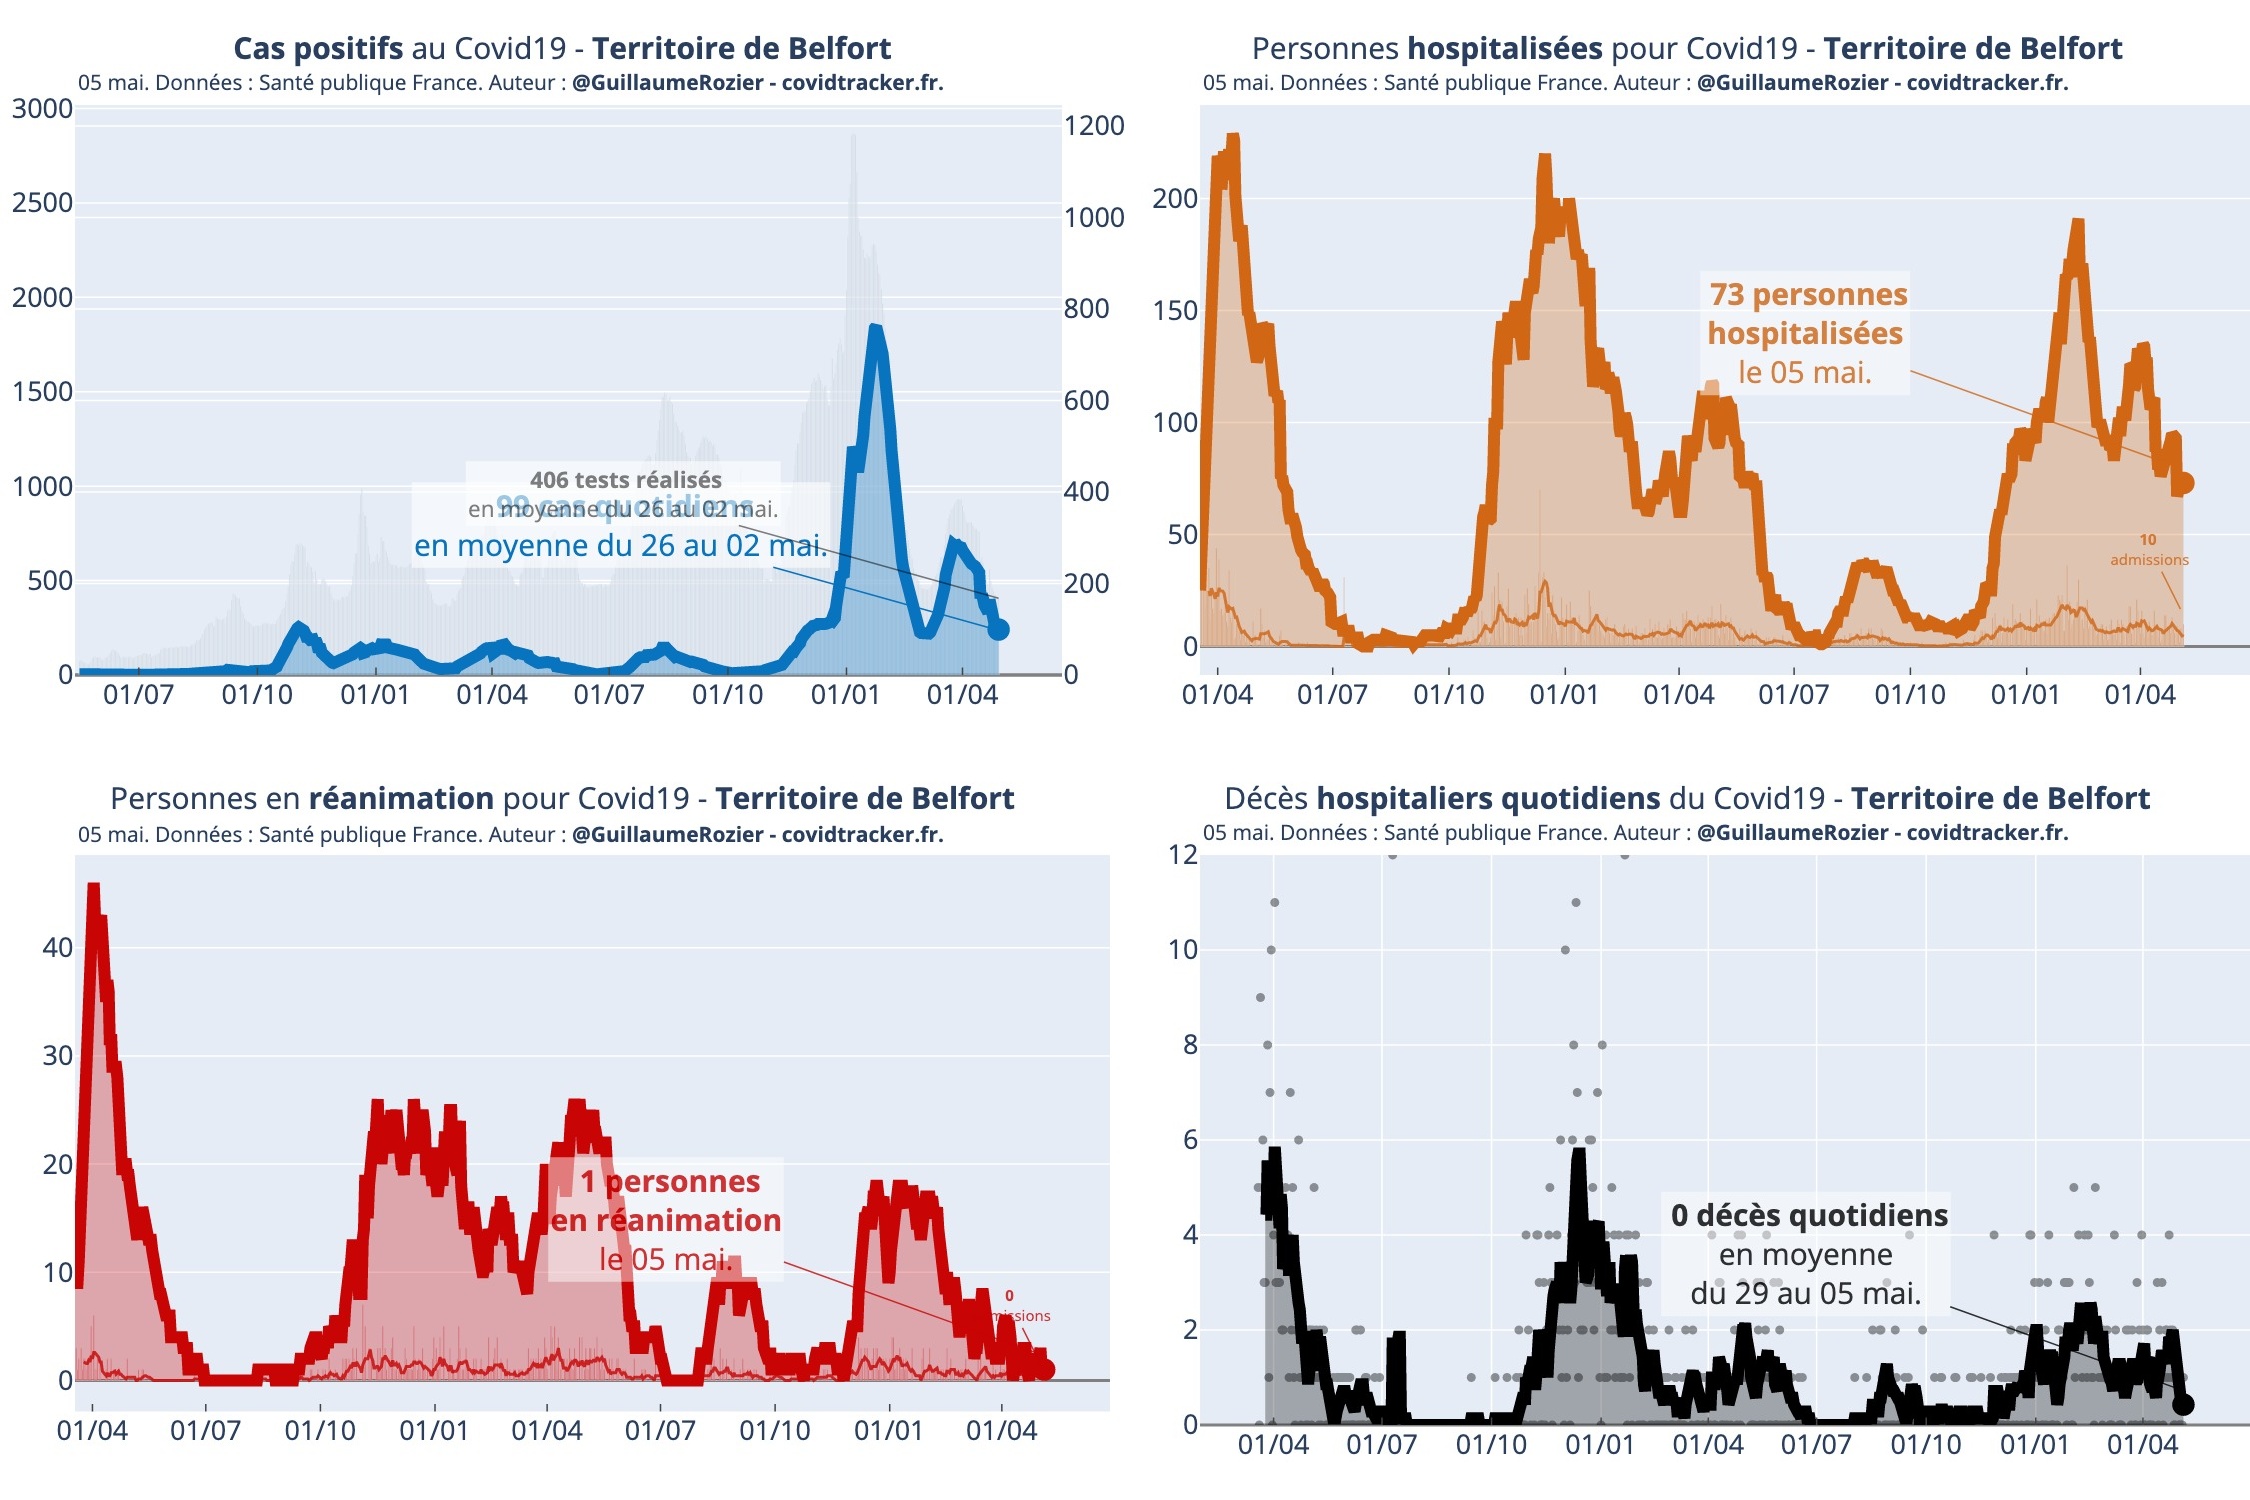 Cas positifs au Covid19 - Territoire de Belfort
05 mai. Données : Santé publique France. Auteur : @GuillaumeRozier - covidtracker.fr.
3000
2500
2000
1500
1000
500
0
1200
1000
800
600
400
200
0
406 tests réalisés
en moyenne du 26 au 02 mai.
99 cas quotidiens
en moyenne du 26 au 02 mai.
01/07 01/10 01/01 01/04 01/07 01/10 01/01 01/04
Personnes hospitalisées pour Covid19 - Territoire de Belfort
05 mai. Données : Santé publique France. Auteur : @GuillaumeRozier - covidtracker.fr.
200
150
100
50
0
73 personnes
hospitalisées
le 05 mai.
10
admissions
01/04 01/07 01/10 01/01 01/04 01/07 01/10 01/01 01/04
Personnes en réanimation pour Covid19 - Territoire de Belfort
05 mai. Données : Santé publique France. Auteur : @GuillaumeRozier - covidtracker.fr.
40
30
20
10
0
1 personnes
en réanimation
le 05 mai.
0
01/04 01/07 01/10 01/01 01/04 01/07 01/10 01/01 01/04
Décès hospitaliers quotidiens du Covid19 - Territoire de Belfort
05 mai. Données : Santé publique France. Auteur : @GuillaumeRozier - covidtracker.fr.
12
10
8
6
4
2
0
0 décès quotidiens
en moyenne
du 29 au 05 mai.
01/04 01/07 01/10 01/01 01/04 01/07 01/10 01/01 01/04